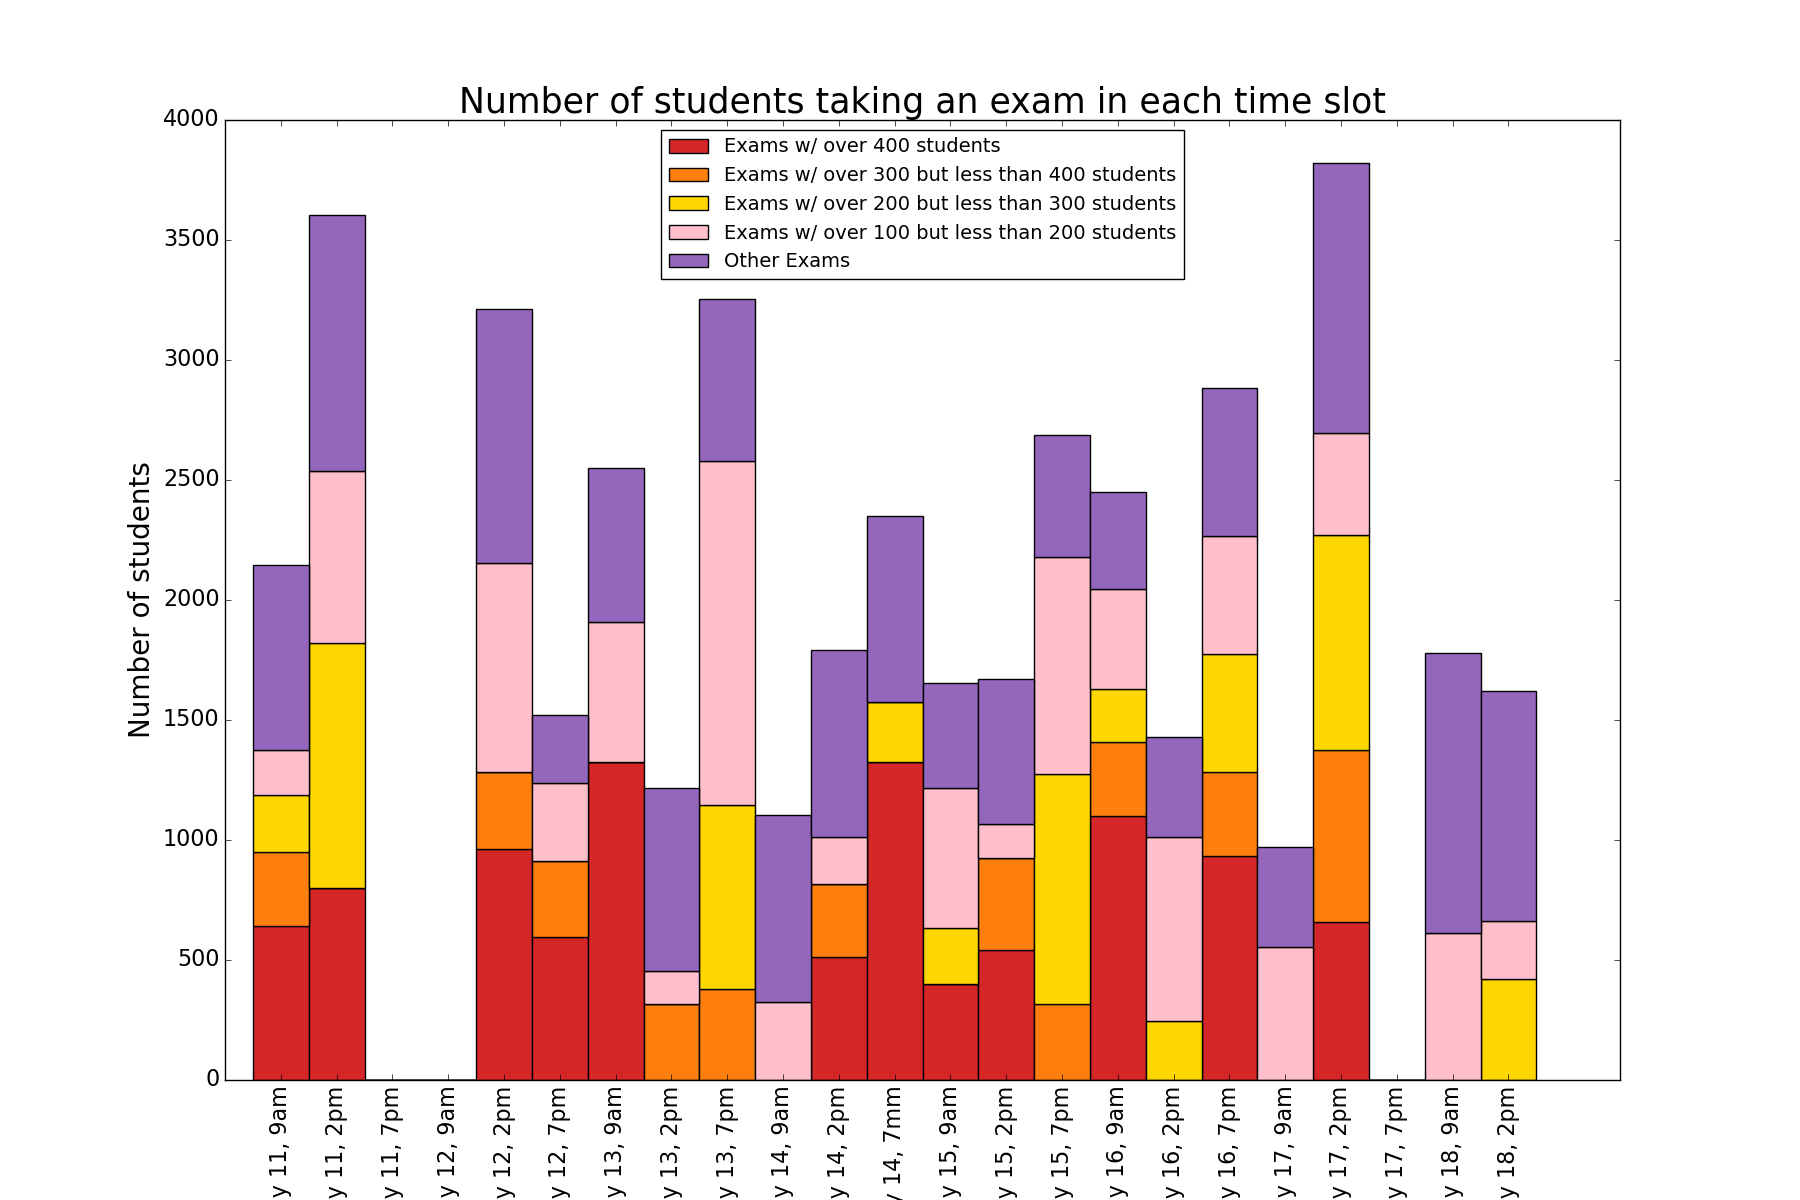 Number of students taking an exam in each time slot
Exams w/ over 400 students
Exams w/ over 300 but less than 400 students
Exams w/ over 200 but less than 300 students
Exams w/ over 100 but less than 200 students
Other Exams
Number of students
4000
3500
3000
2500
2000
1500
1000
500
0
y 11, 9am
y 11, 2pm
y 11, 7pm
y 12, 9am
y 12, 2pm
y 12, 7pm
y 13, 9am
y 13, 2pm
y 13, 7pm
y 14, 9am
y 14, 2pm
y 14, 7mm
y 15, 9am
y 15, 2pm
y 15, 7pm
y 16, 9am
y 16, 2pm
y 16, 7pm
y 17, 9am
y 17, 2pm
y 17, 7pm
y 18, 9am
y 18, 2pm